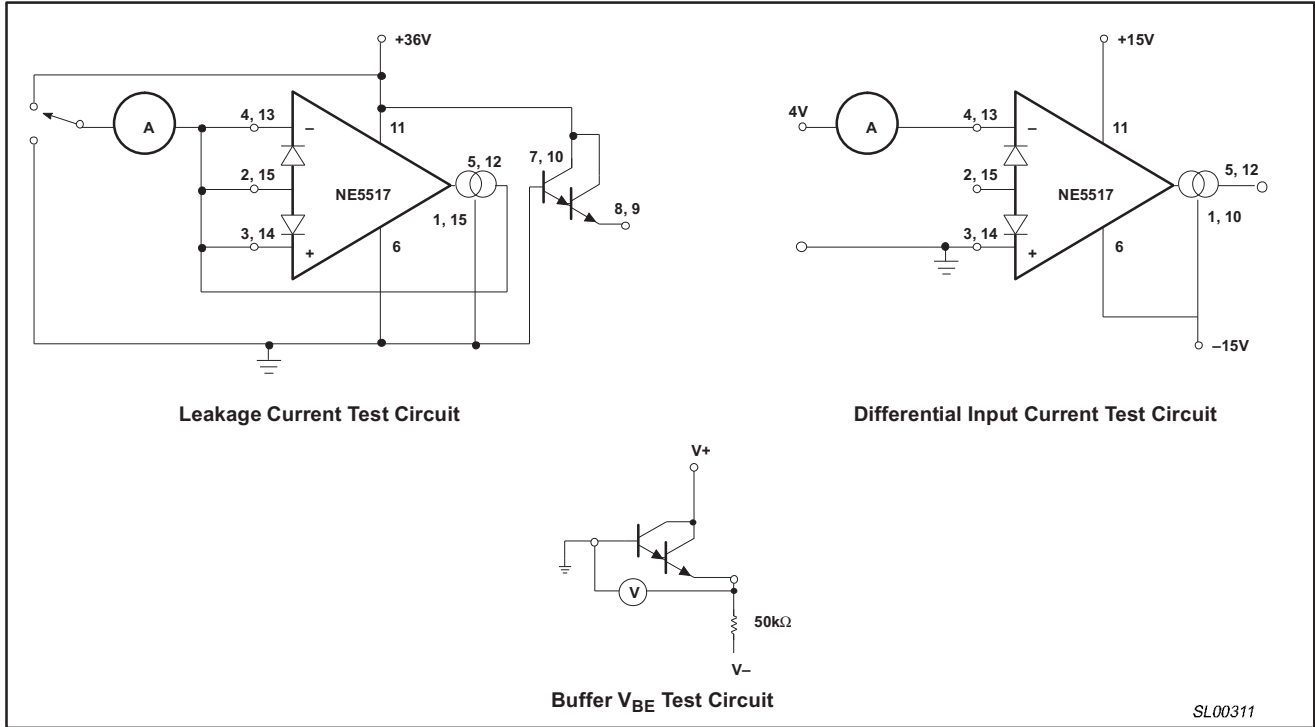 +36V
A
4, 13
–
11
2, 15
NE5517
5, 12
1, 15
3, 14
+
6
7, 10
8, 9
Leakage Current Test Circuit
+15V
4V
A
4, 13
–
11
2, 15
NE5517
5, 12
1, 10
3, 14
+
6
–15V
Differential Input Current Test Circuit
V+
V
50kΩ
V–
Buffer VBE Test Circuit
SL00311